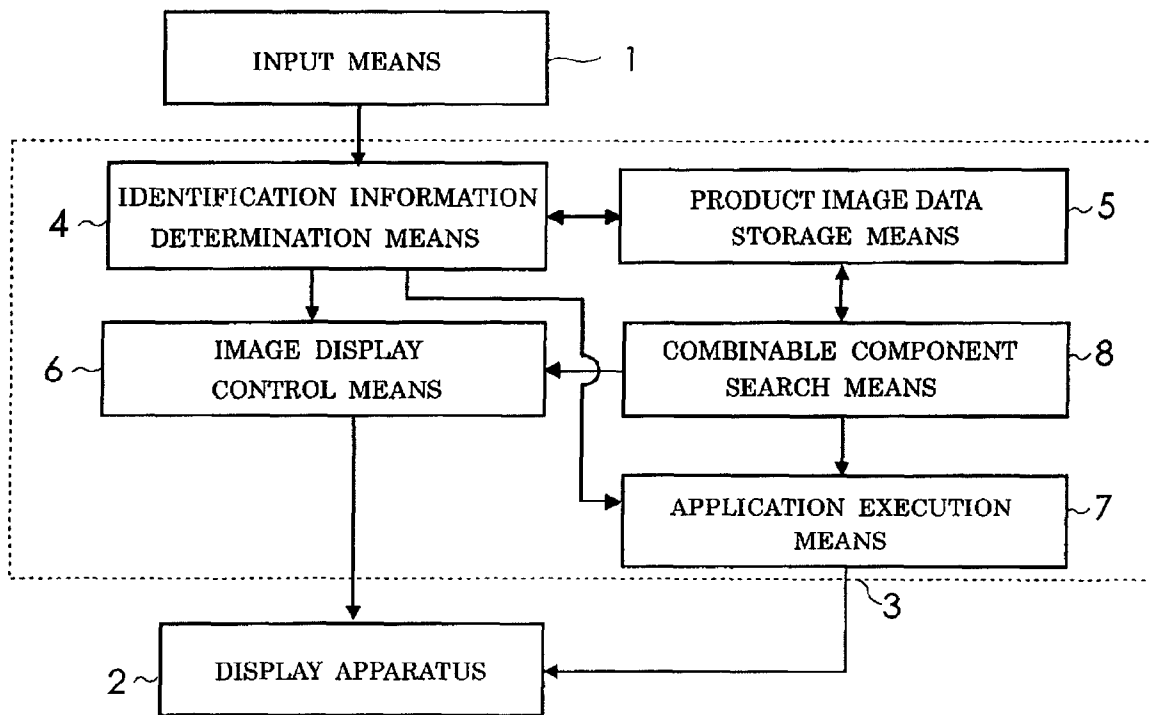 INPUT MEANS
1
IDENTIFICATION INFORMATION
DETERMINATION MEANS
4
PRODUCT IMAGE DATA
STORAGE MEANS
5
IMAGE DISPLAY
CONTROL MEANS
6
COMBINABLE COMPONENT
SEARCH MEANS
8
APPLICATION EXECUTION
MEANS
7
3
DISPLAY APPARATUS
2